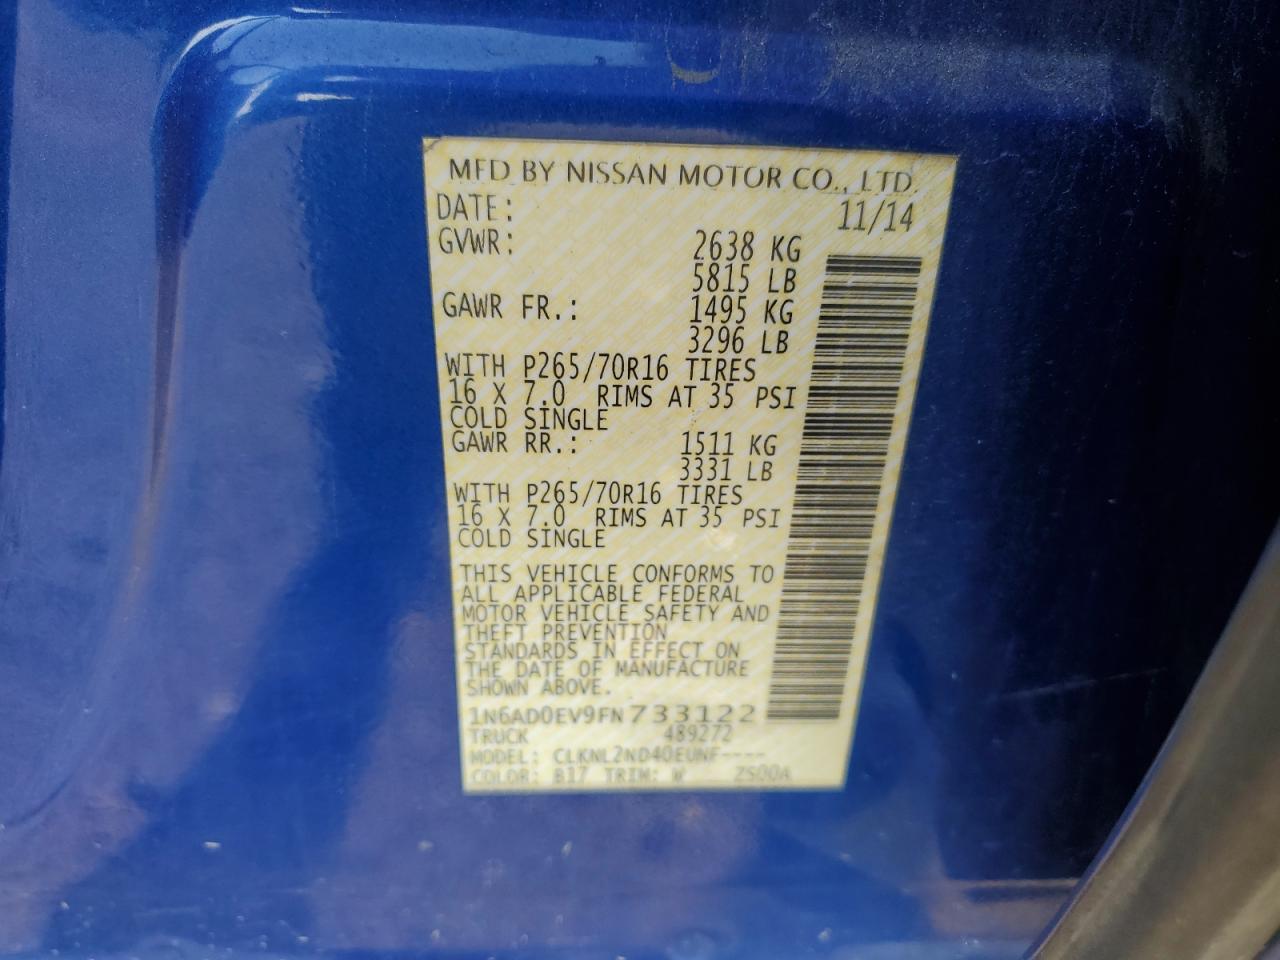 MFD BY NISSAN MOTOR CO., LTD.
DATE: 11/14
GVWR: 2638 KG
5815 LB
GAWR FR.: 1495 KG
3296 LB
WITH P265/70R16 TIRES
16 X 7.0 RIMS AT 35 PSI
COLD SINGLE
GAWR RR.: 1511 KG
3331 LB
WITH P265/70R16 TIRES
16 X 7.0 RIMS AT 35 PSI
COLD SINGLE
THIS VEHICLE CONFORMS TO
ALL APPLICABLE FEDERAL
MOTOR VEHICLE SAFETY AND
THEFT PREVENTION
STANDARDS IN EFFECT ON
THE DATE OF MANUFACTURE
SHOWN ABOVE.
1N6AD0EV9FN733122
TRUCK 489272
MODEL: CLKNL2ND40EUNF----
COLOR: B17 TRIM: W ZS00A